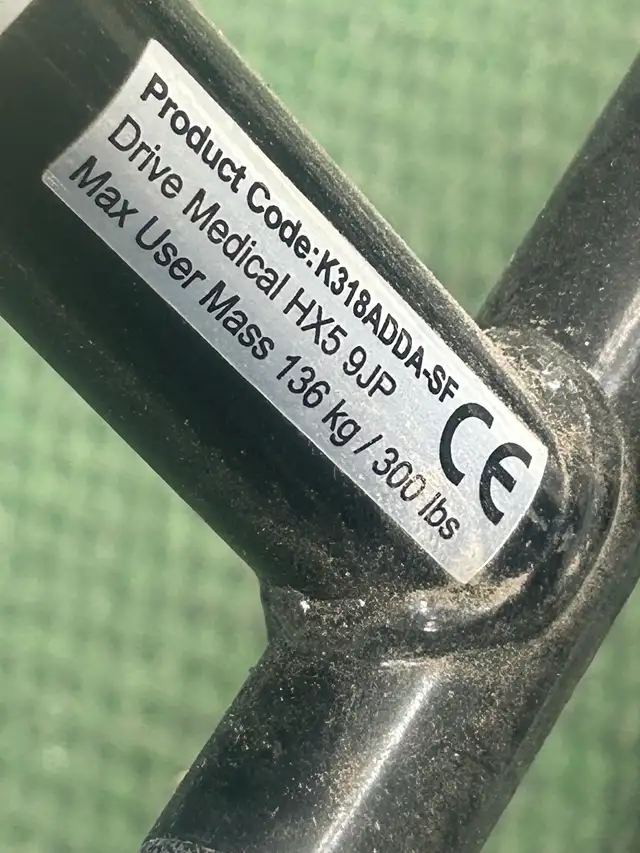 Product Code:K318ADDA-SF
Drive Medical HX5 9JP
Max User Mass 136 kg / 300 lbs
CE